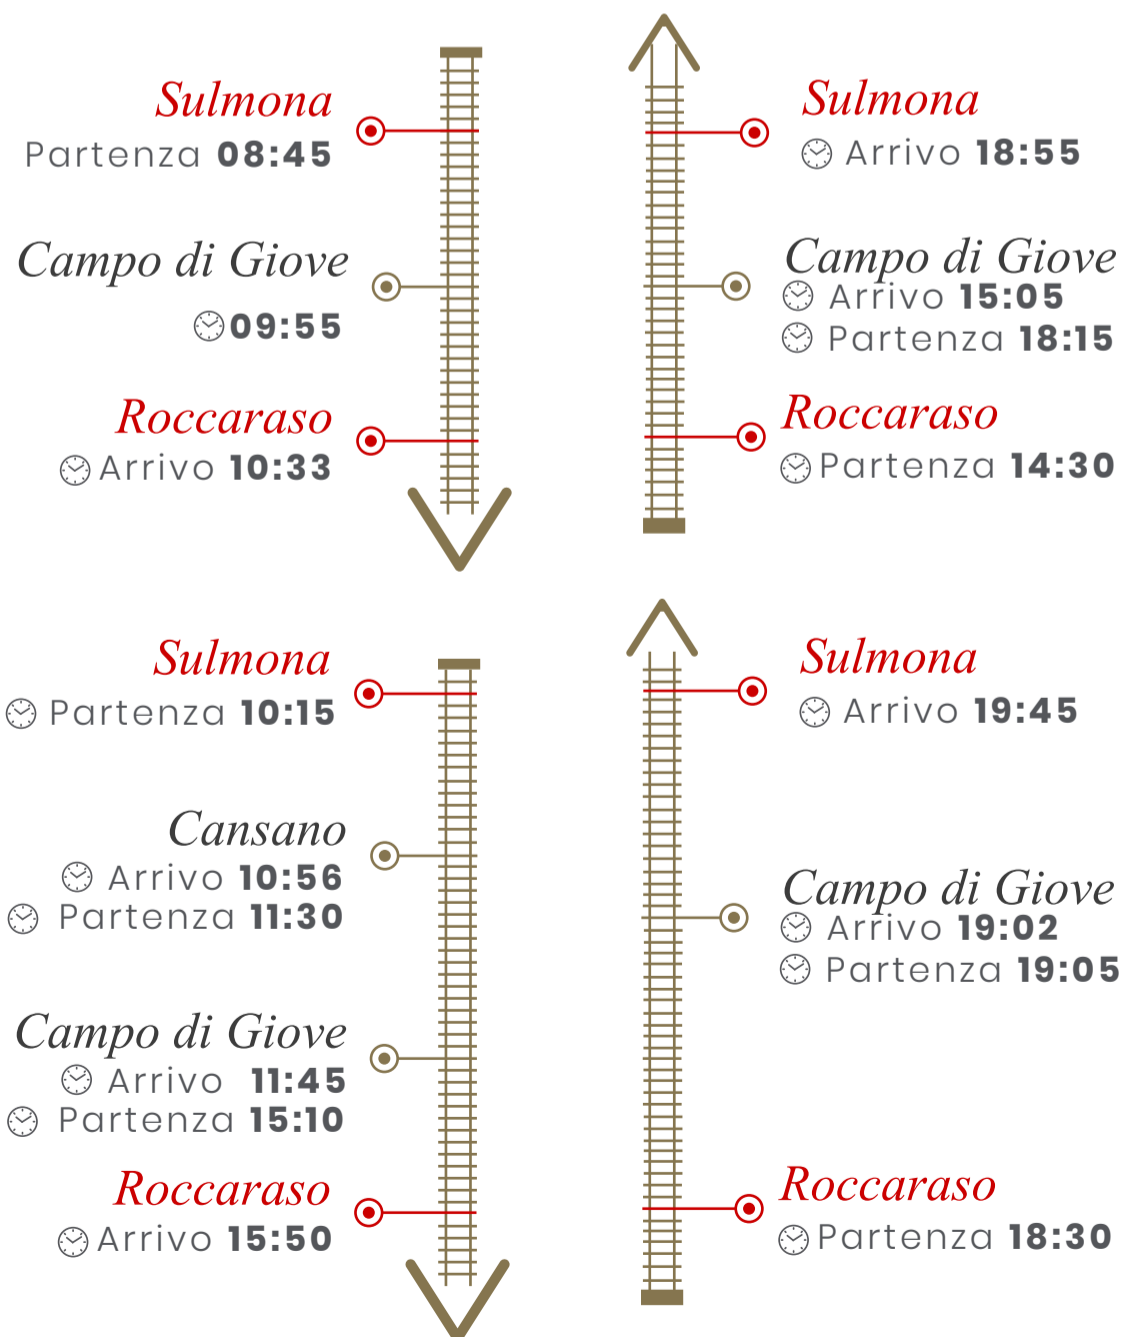 Sulmona
Partenza 08:45
Campo di Giove
09:55
Roccaraso
Arrivo 10:33
Sulmona
Arrivo 18:55
Campo di Giove
Arrivo 15:05
Partenza 18:15
Roccaraso
Partenza 14:30
Sulmona
Partenza 10:15
Cansano
Arrivo 10:56
Partenza 11:30
Campo di Giove
Arrivo 11:45
Partenza 15:10
Roccaraso
Arrivo 15:50
Sulmona
Arrivo 19:45
Campo di Giove
Arrivo 19:02
Partenza 19:05
Roccaraso
Partenza 18:30